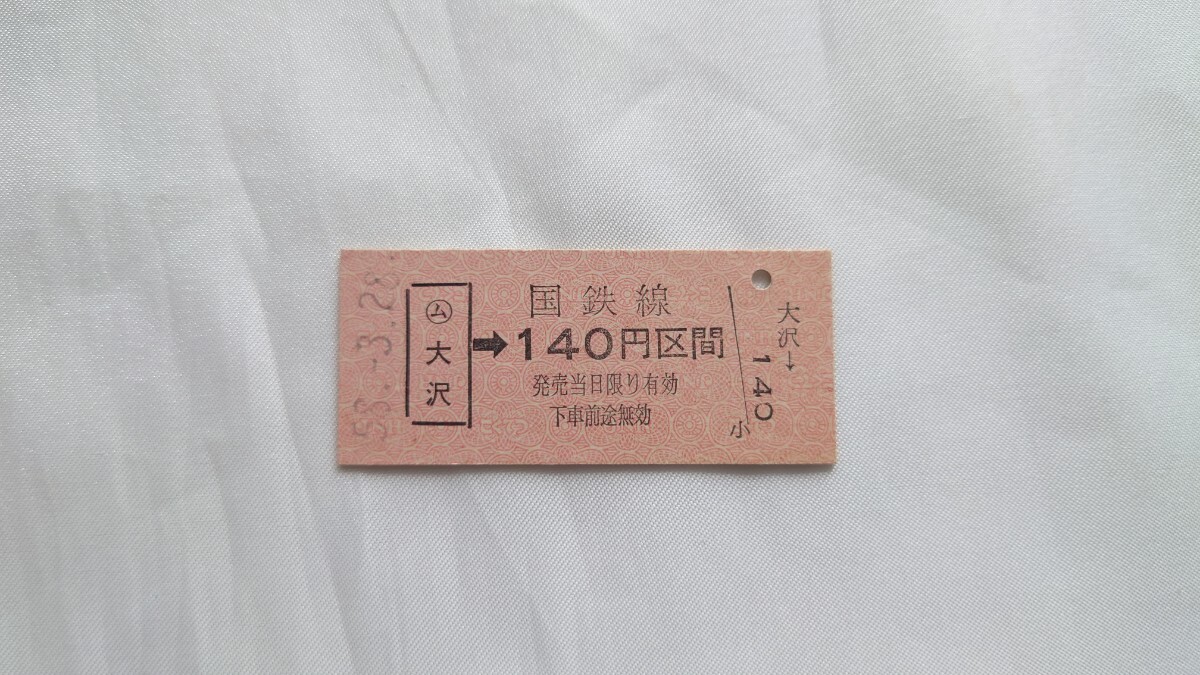 58.-3.28
㋰大沢
国鉄線
➡140円区間
発売当日限り有効
下車前途無効
大沢→
140
小